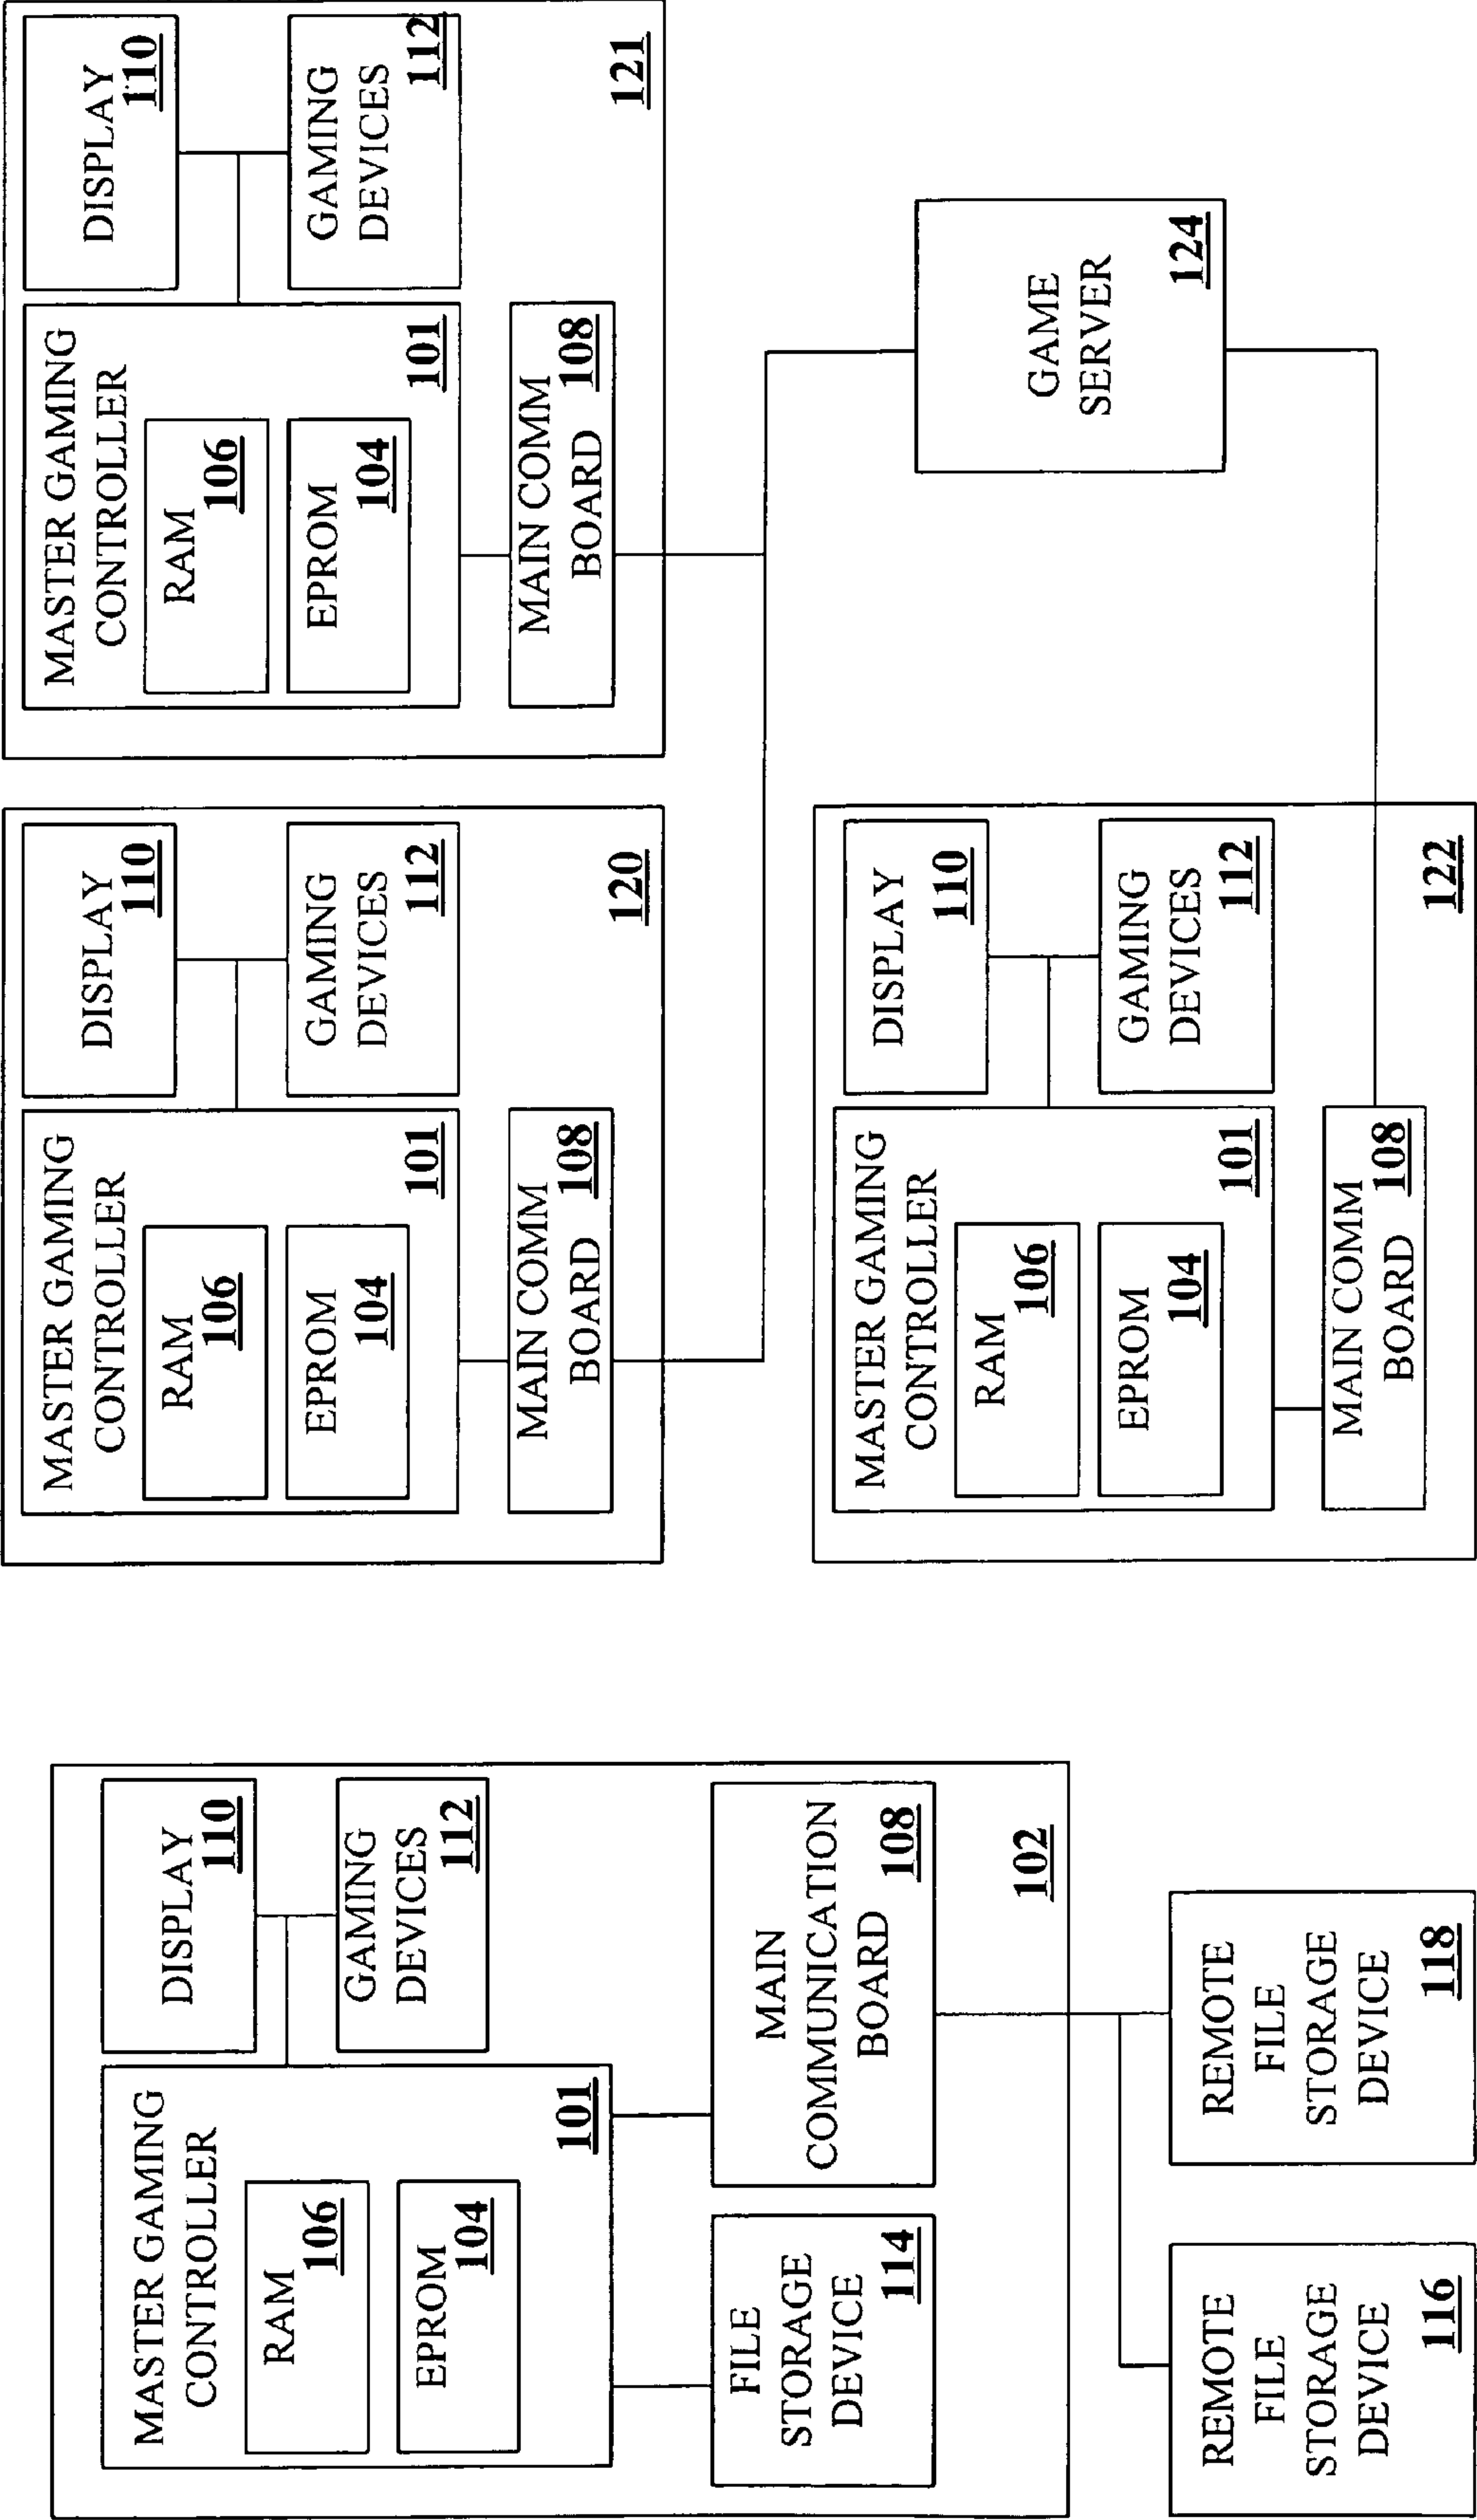 MASTER GAMING
CONTROLLER
RAM
106
EPROM
104
101
DISPLAY
110
GAMING
DEVICES
112
FILE
STORAGE
DEVICE
114
MAIN
COMMUNICATION
BOARD
108
102
REMOTE
FILE
STORAGE
DEVICE
116
REMOTE
FILE
STORAGE
DEVICE
118
MASTER GAMING
CONTROLLER
RAM
106
EPROM
104
101
DISPLAY
110
GAMING
DEVICES
112
MAIN COMM
BOARD 108
120
MASTER GAMING
CONTROLLER
RAM
106
EPROM
104
101
DISPLAY
110
GAMING
DEVICES
112
MAIN COMM
BOARD 108
121
MASTER GAMING
CONTROLLER
RAM
106
EPROM
104
101
DISPLAY
110
GAMING
DEVICES
112
MAIN COMM
BOARD 108
122
GAME
SERVER
124